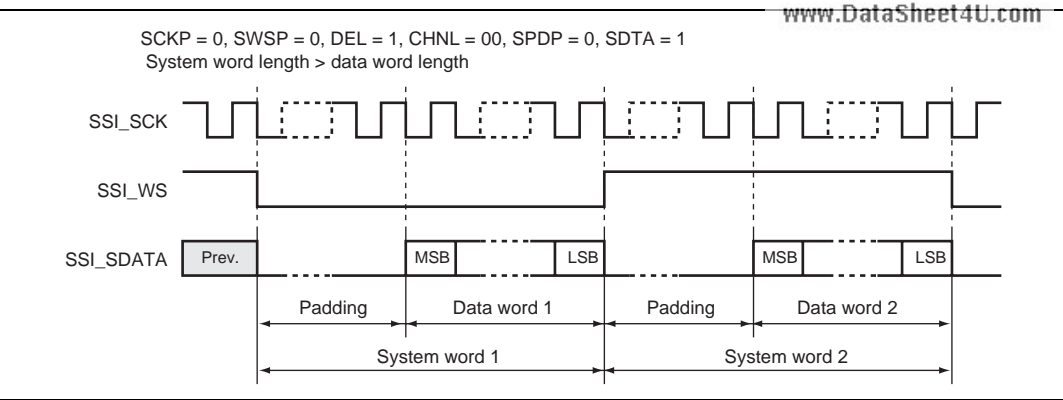 www.DataSheet4U.com
SCKP = 0, SWSP = 0, DEL = 1, CHNL = 00, SPDP = 0, SDTA = 1
System word length > data word length
SSI_SCK
SSI_WS
SSI_SDATA Prev. MSB LSB MSB LSB
Padding Data word 1 Padding Data word 2
System word 1 System word 2